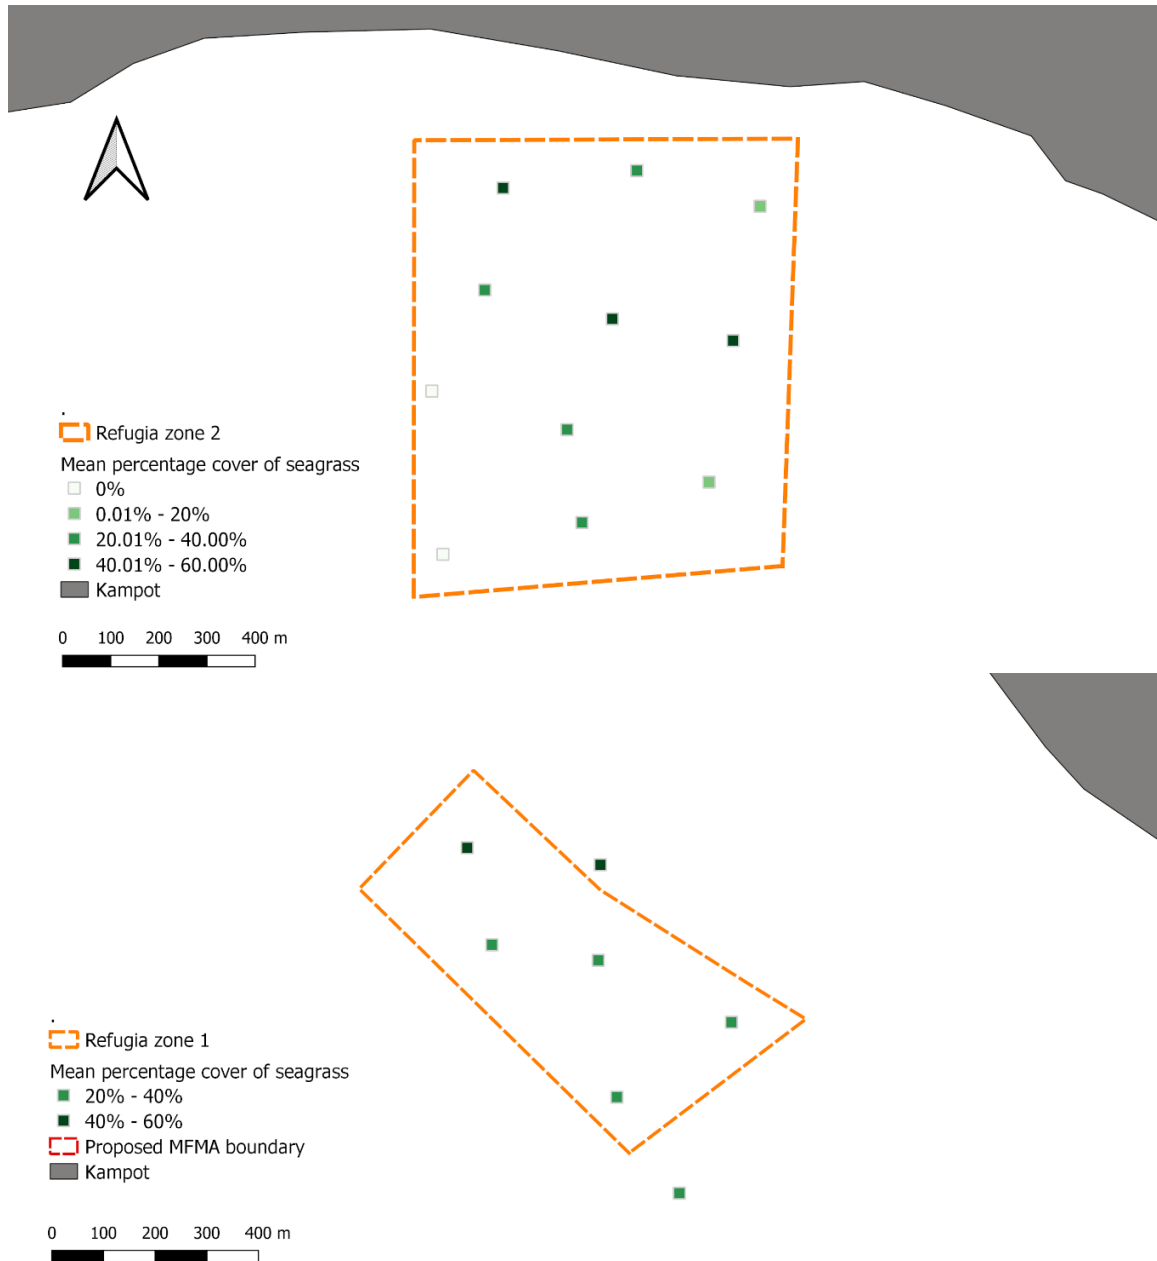 .
Refugia zone 2
Mean percentage cover of seagrass
0%
0.01% - 20%
20.01% - 40.00%
40.01% - 60.00%
Kampot
0 100 200 300 400 m
.
Refugia zone 1
Mean percentage cover of seagrass
20% - 40%
40% - 60%
Proposed MFMA boundary
Kampot
0 100 200 300 400 m